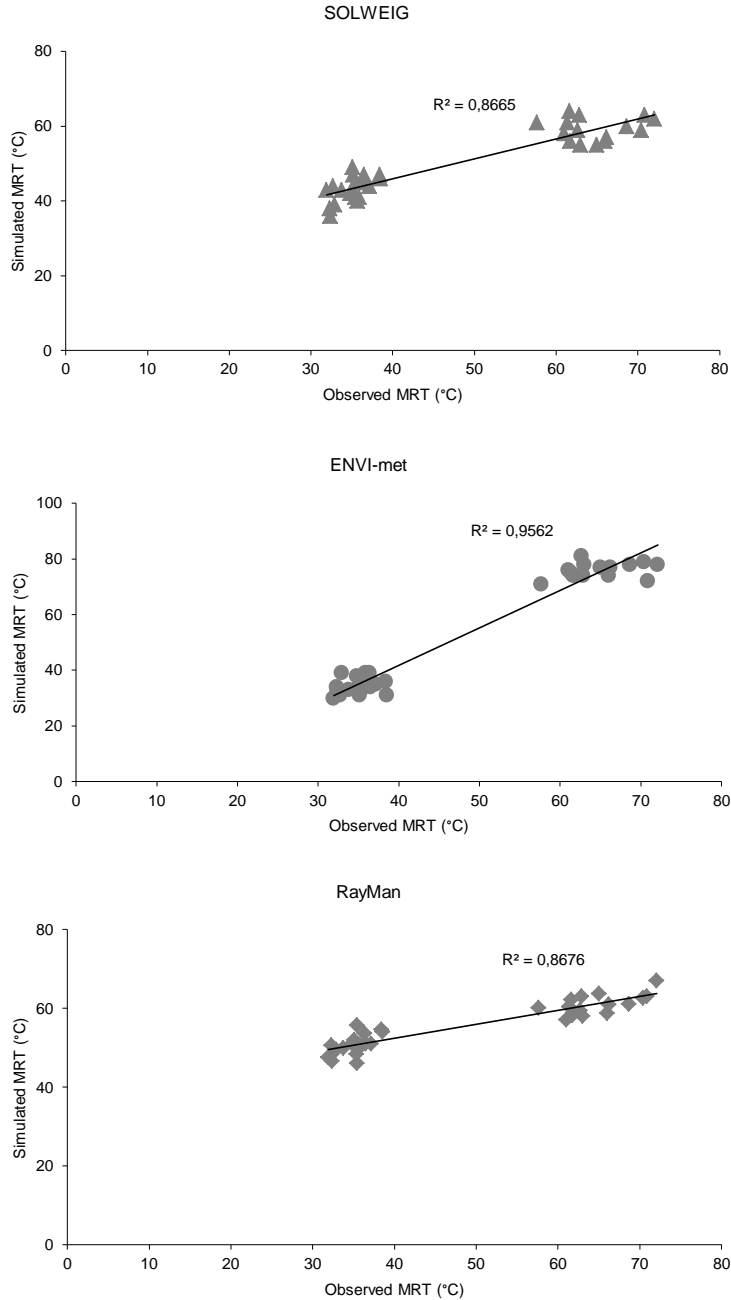 SOLWEIG
80
60
40
20
0
R² = 0,8665
Simulated MRT (°C)
0 10 20 30 40 50 60 70 80
Observed MRT (°C)
ENVI-met
100
80
60
40
20
0
R² = 0,9562
Simulated MRT (°C)
0 10 20 30 40 50 60 70 80
Observed MRT (°C)
RayMan
80
60
40
20
0
R² = 0,8676
Simulated MRT (°C)
0 10 20 30 40 50 60 70 80
Observed MRT (°C)